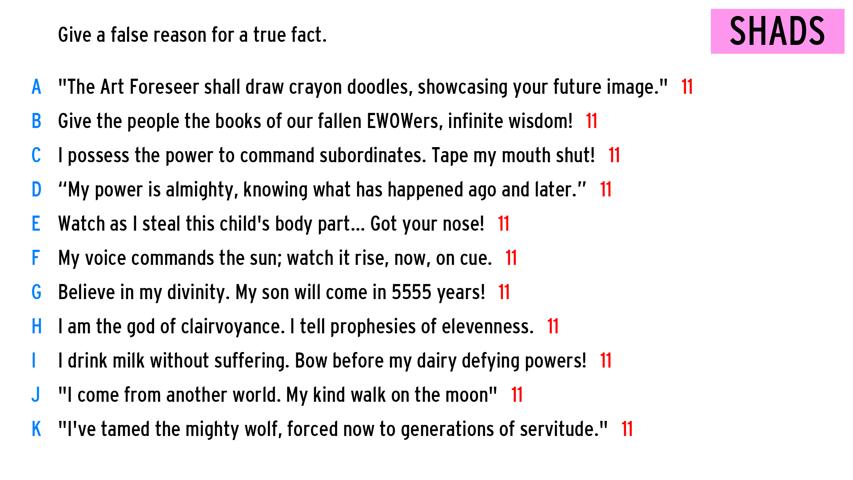 Give a false reason for a true fact.
SHADS
A "The Art Foreseer shall draw crayon doodles, showcasing your future image." 11
B Give the people the books of our fallen EWOWers, infinite wisdom! 11
C I possess the power to command subordinates. Tape my mouth shut! 11
D “My power is almighty, knowing what has happened ago and later.” 11
E Watch as I steal this child's body part... Got your nose! 11
F My voice commands the sun; watch it rise, now, on cue. 11
G Believe in my divinity. My son will come in 5555 years! 11
H I am the god of clairvoyance. I tell prophesies of elevenness. 11
I I drink milk without suffering. Bow before my dairy defying powers! 11
J "I come from another world. My kind walk on the moon" 11
K "I've tamed the mighty wolf, forced now to generations of servitude." 11